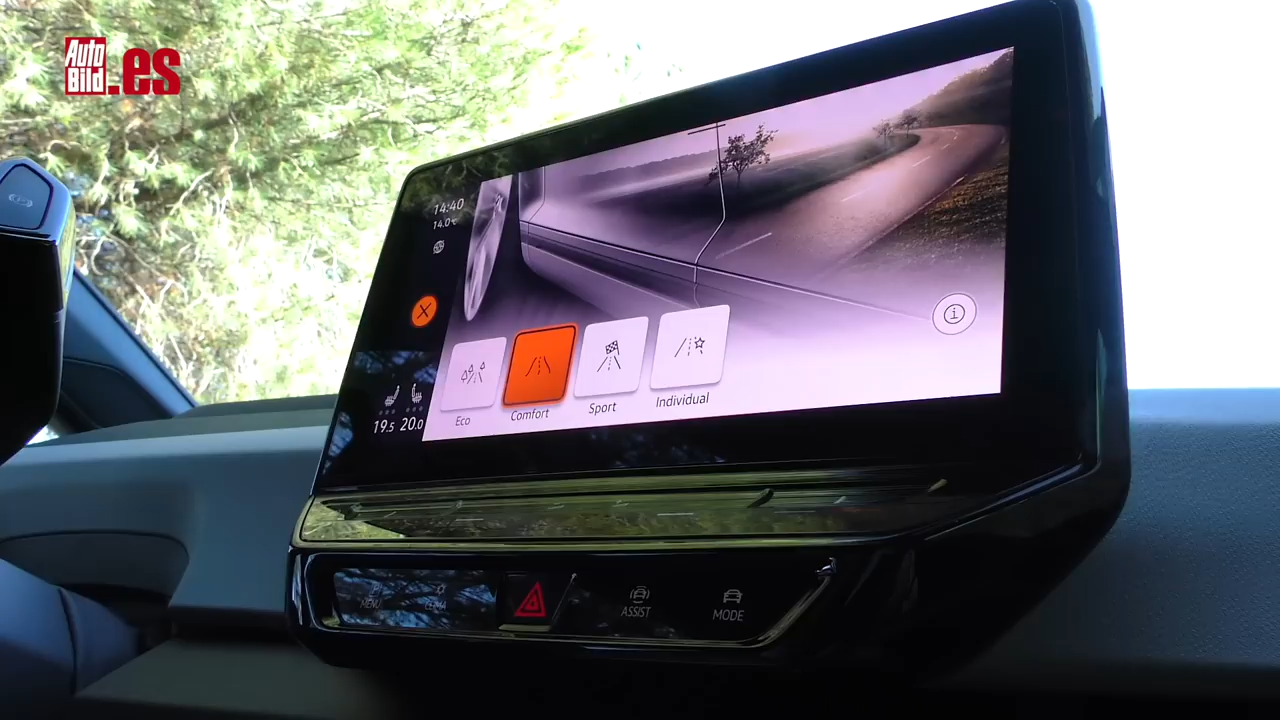 Auto
Bild
.es
14:40
14.0°C
19.5 20.0
Eco
Comfort
Sport
Individual
MENU
CLIMA
ASSIST
MODE